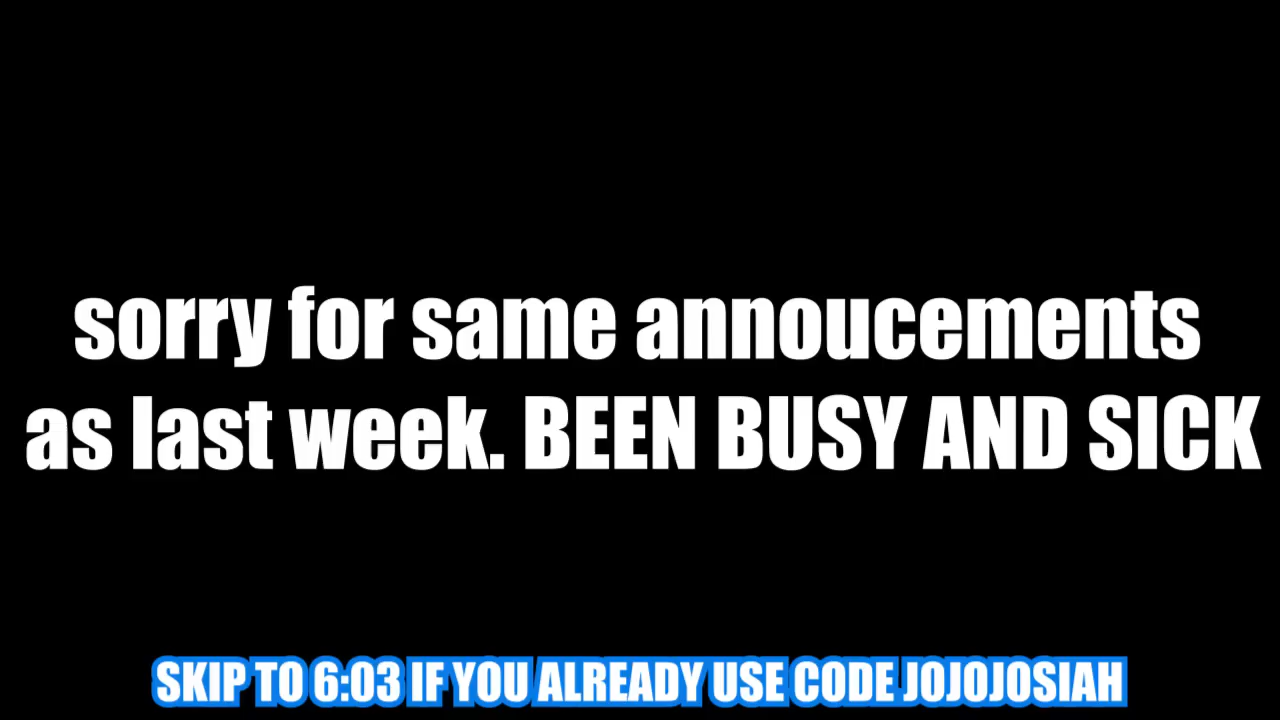 sorry for same annoucements
as last week. BEEN BUSY AND SICK
SKIP TO 6:03 IF YOU ALREADY USE CODE JOJOJOSIAH